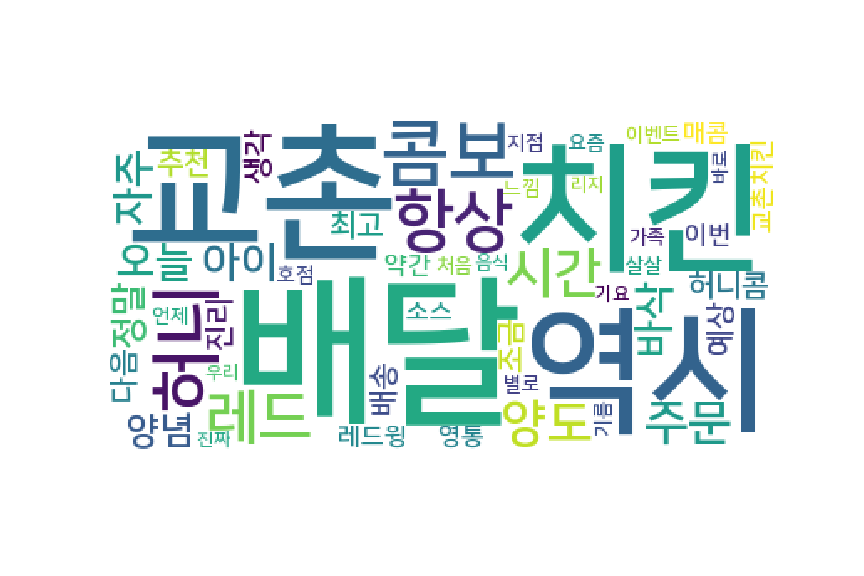 교촌
치킨
배달
역시
콤보
항상
허니
레드
시간
양도
주문
오늘
아이
자주
추천
생각
최고
지점
요즘
이벤트
매콤
바로
교촌치킨
느낌
리지
가족
이번
호점
약간
처음
음식
살살
허니콤
정말
언제
진리
소스
기요
조금
바삭
예상
다음
우리
배송
별로
양념
진짜
레드윙
영통
기름